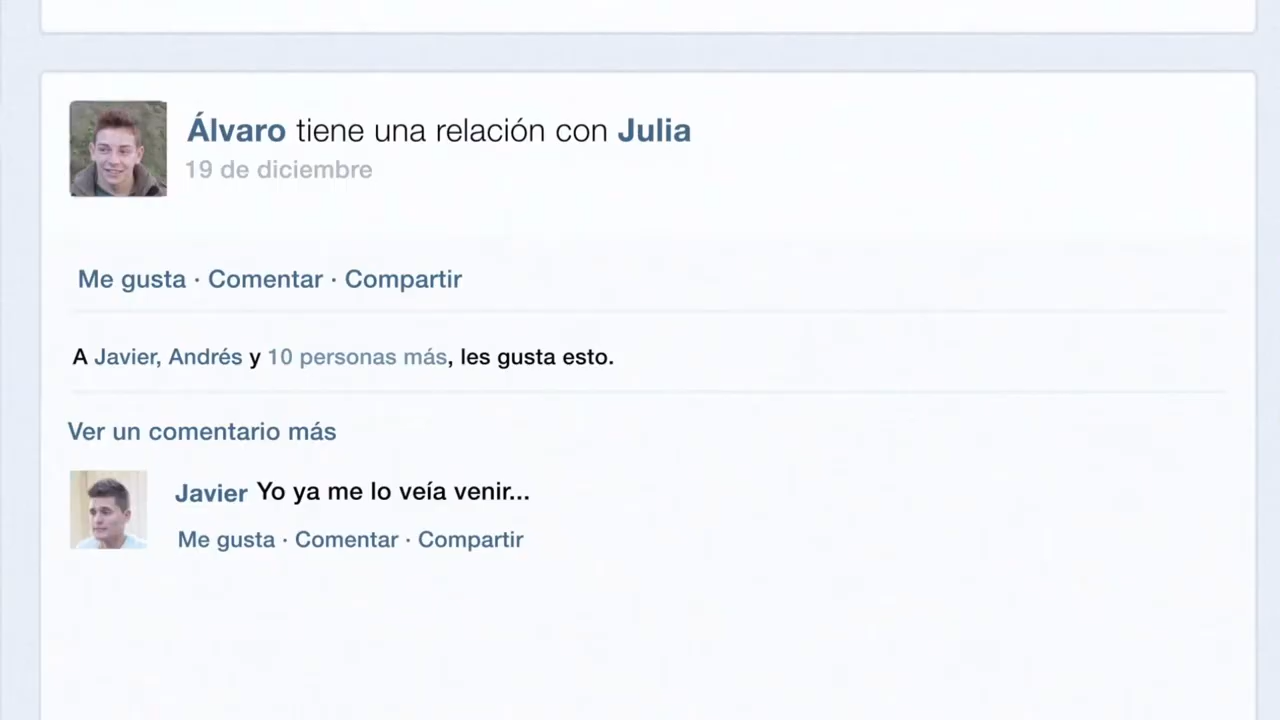 Álvaro tiene una relación con Julia
19 de diciembre
Me gusta · Comentar · Compartir
A Javier, Andrés y 10 personas más, les gusta esto.
Ver un comentario más
Javier Yo ya me lo veía venir...
Me gusta · Comentar · Compartir